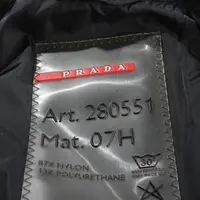 PRADA
Art. 280551
Mat. 07H
87% NYLON
13% POLYURETHANE
30